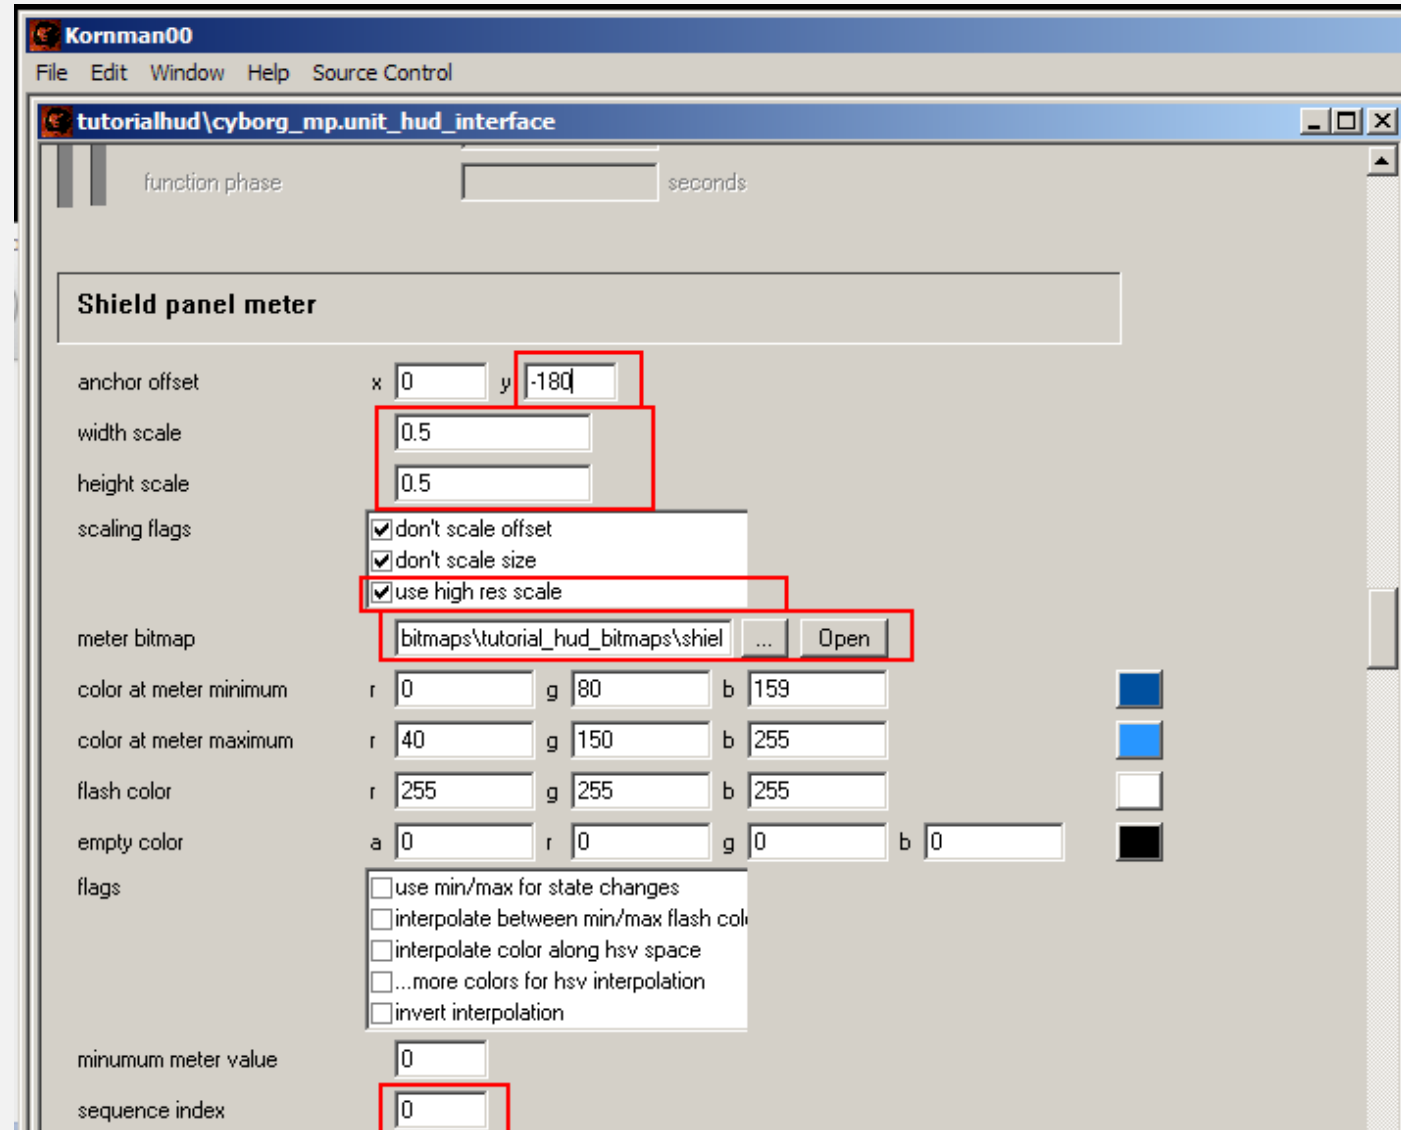 Kornman00
File Edit Window Help Source Control
tutorialhud\cyborg_mp.unit_hud_interface
function phase seconds
Shield panel meter
anchor offset x 0 y -180
width scale 0.5
height scale 0.5
scaling flags don't scale offset
don't scale size
use high res scale
meter bitmap bitmaps\tutorial_hud_bitmaps\shiel ... Open
color at meter minimum r 0 g 80 b 159
color at meter maximum r 40 g 150 b 255
flash color r 255 g 255 b 255
empty color a 0 r 0 g 0 b 0
flags use min/max for state changes
interpolate between min/max flash col
interpolate color along hsv space
...more colors for hsv interpolation
invert interpolation
minumum meter value 0
sequence index 0